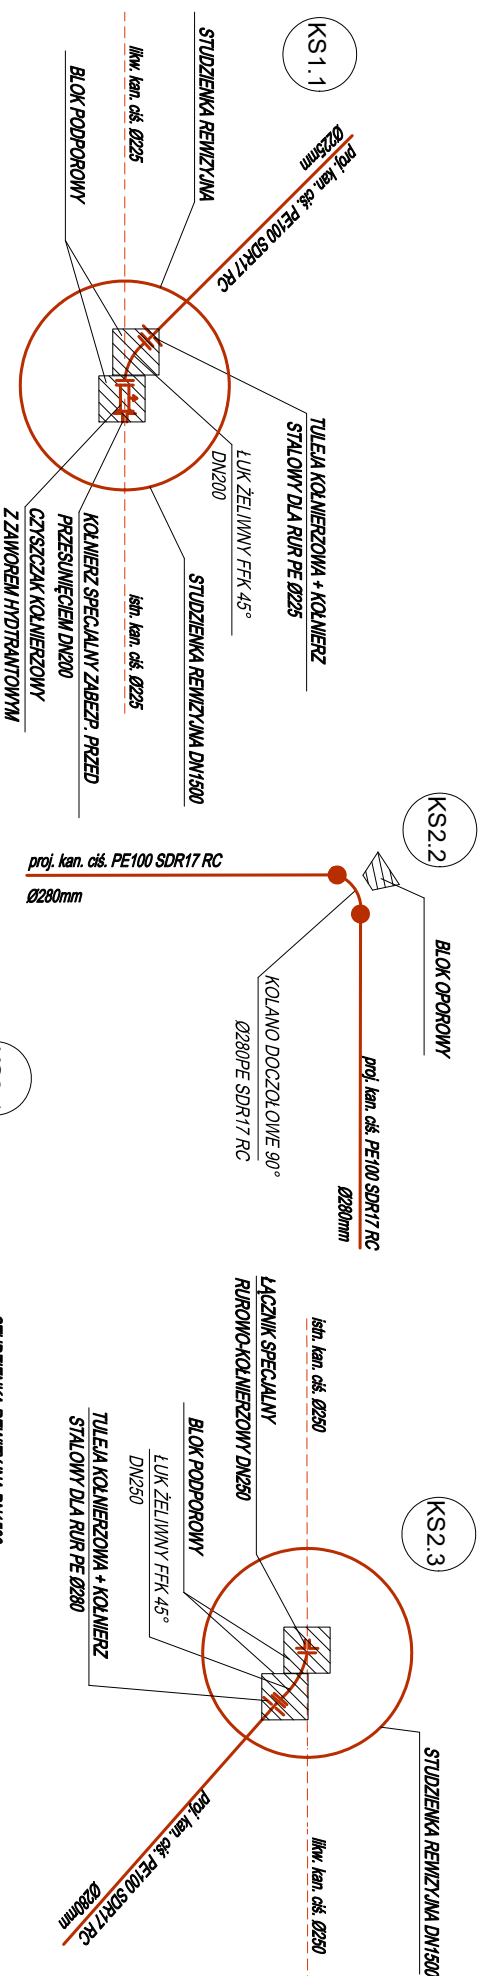 KS1.1
STUDZIENKA REWIZYJNA
likw. kan. ciś. Ø225
BLOK PODPOROWY
proj. kan. ciś. PE100 SDR17 RC
Ø225mm
TULEJA KOŁNIERZOWA + KOŁNIERZ
STALOWY DLA RUR PE Ø225
ŁUK ŻELIWNY FFK 45°
DN200
STUDZIENKA REWIZYJNA DN1500
istn. kan. ciś. Ø225
KOŁNIERZ SPECJALNY ZABEZP. PRZED
PRZESUNIĘCIEM DN200
CZYSZCZAK KOŁNIERZOWY
Z ZAWOREM HYDTRANTOWYM
KS2.2
BLOK OPOROWY
proj. kan. ciś. PE100 SDR17 RC
Ø280mm
KOLANO DOCZOŁOWE 90°
Ø280PE SDR17 RC
proj. kan. ciś. PE100 SDR17 RC
Ø280mm
KS2.3
istn. kan. ciś. Ø250
ŁĄCZNIK SPECJALNY
RUROWO-KOŁNIERZOWY DN250
BLOK PODPOROWY
ŁUK ŻELIWNY FFK 45°
DN250
TULEJA KOŁNIERZOWA + KOŁNIERZ
STALOWY DLA RUR PE Ø280
STUDZIENKA REWIZYJNA DN1500
likw. kan. ciś. Ø250
proj. kan. ciś. PE100 SDR17 RC
Ø280mm